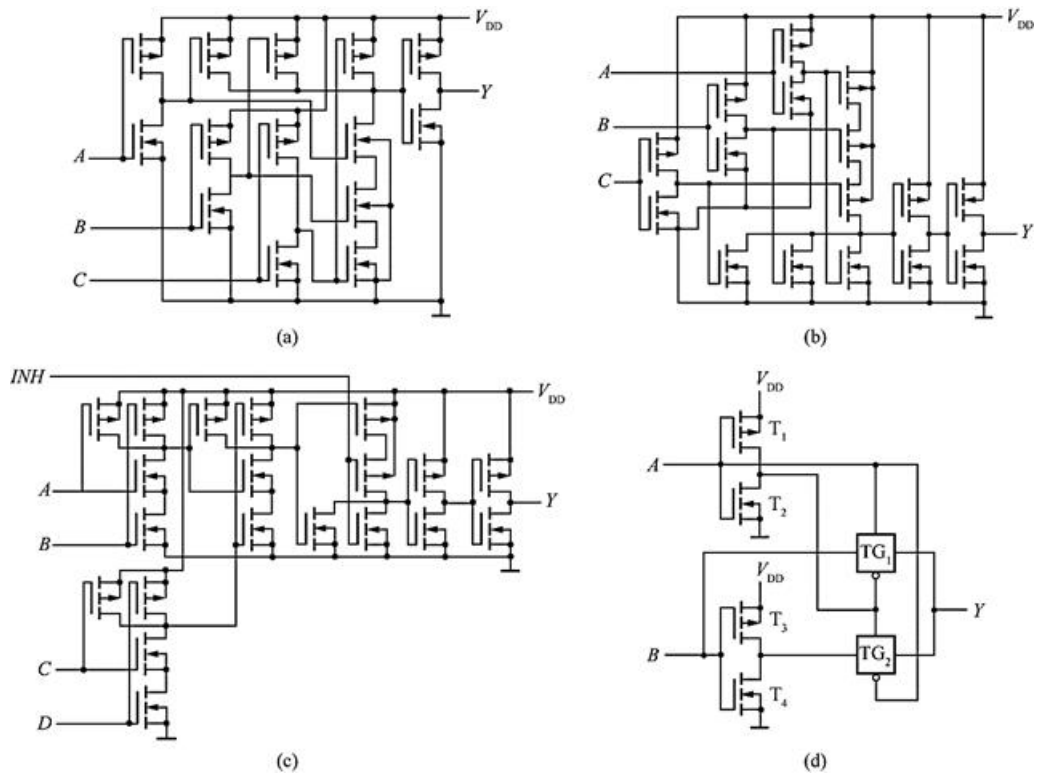 V_DD
Y
A
B
C
(a)
V_DD
A
B
C
Y
(b)
INH
V_DD
A
B
Y
C
D
(c)
V_DD
T_1
A
T_2
TG_1
V_DD
Y
T_3
B
TG_2
T_4
(d)